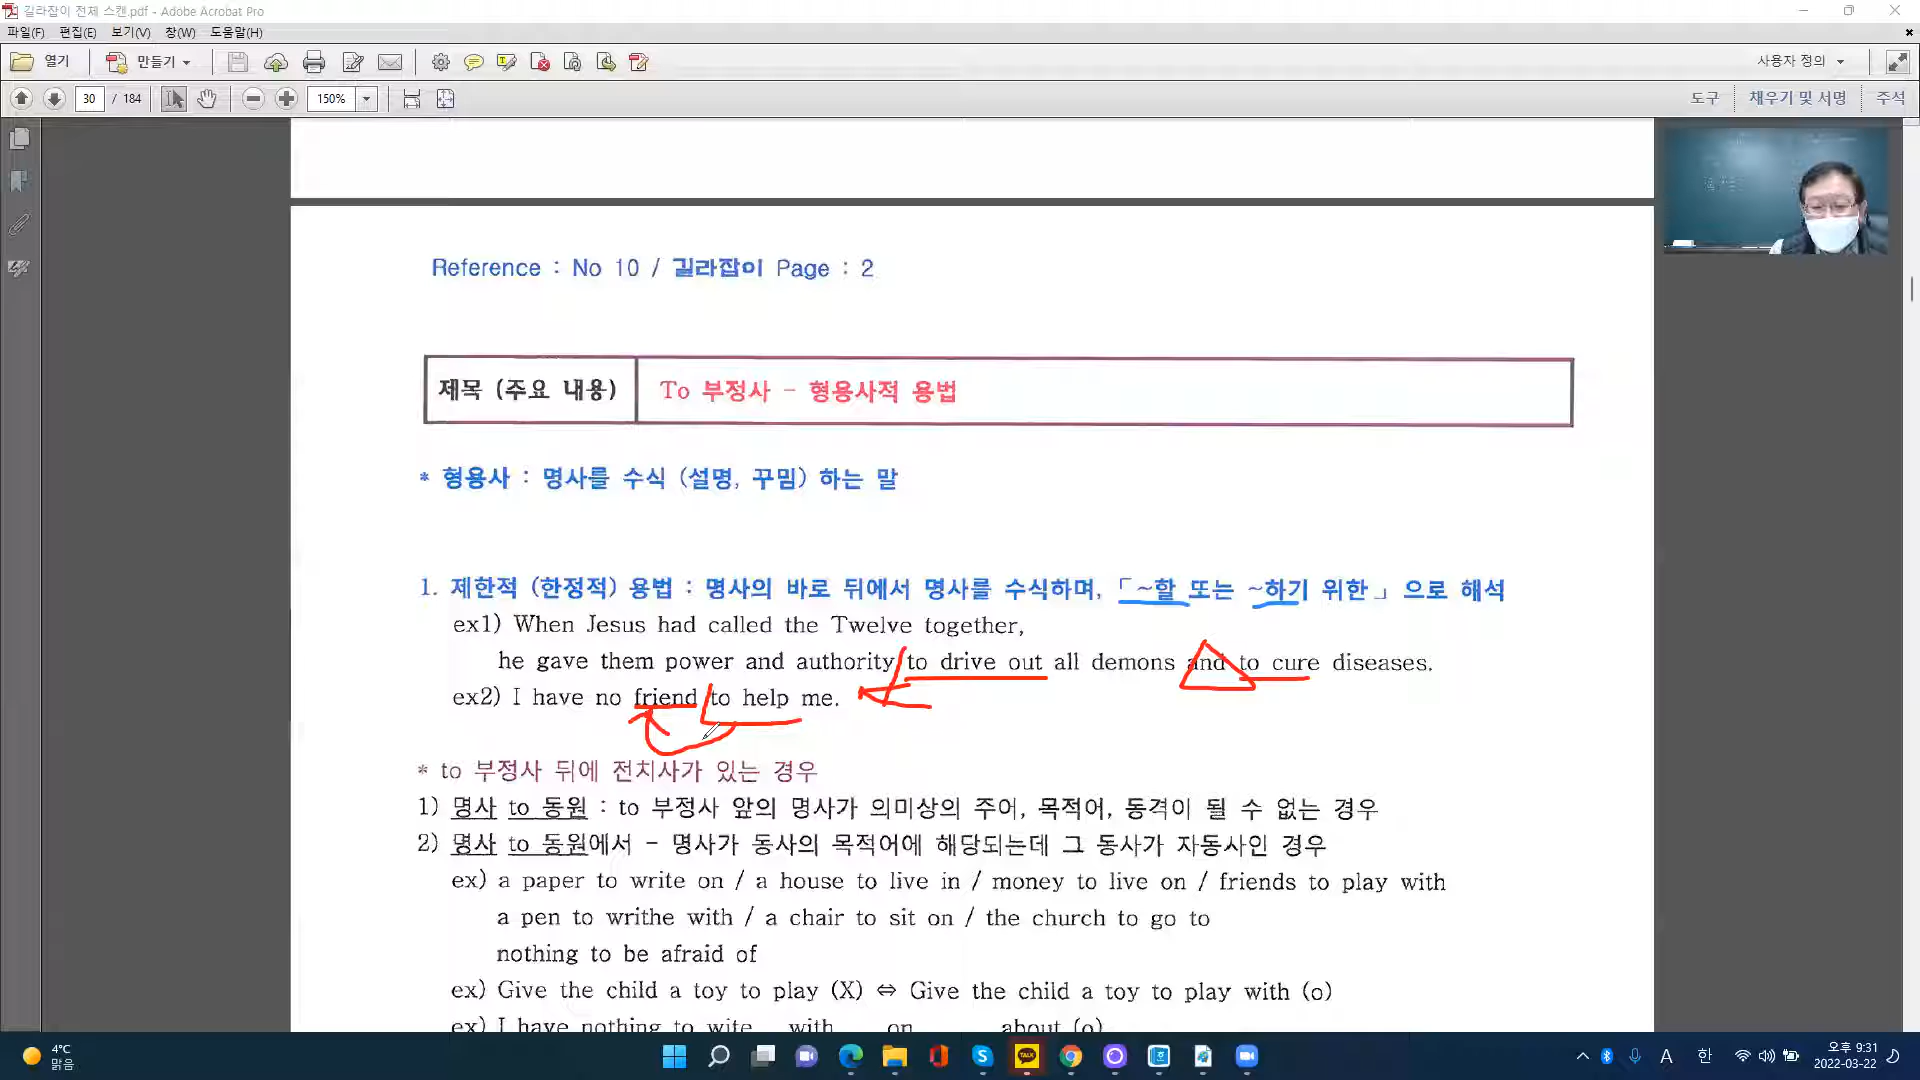 길라잡이 전체 스캔.pdf - Adobe Acrobat Pro
파일(F) 편집(E) 보기(V) 창(W) 도움말(H)
열기 만들기 사용자 정의
30 / 184 150% 도구 채우기 및 서명 주석
Reference : No 10 / 길라잡이 Page : 2
제목 (주요 내용) To 부정사 - 형용사적 용법
* 형용사 : 명사를 수식 (설명, 꾸밈) 하는 말
1. 제한적 (한정적) 용법 : 명사의 바로 뒤에서 명사를 수식하며, 「~할 또는 ~하기 위한」으로 해석
ex1) When Jesus had called the Twelve together,
he gave them power and authority to drive out all demons and to cure diseases.
ex2) I have no friend to help me.
* to 부정사 뒤에 전치사가 있는 경우
1) 명사 to 동원 : to 부정사 앞의 명사가 의미상의 주어, 목적어, 동격이 될 수 없는 경우
2) 명사 to 동원에서 - 명사가 동사의 목적어에 해당되는데 그 동사가 자동사인 경우
ex) a paper to write on / a house to live in / money to live on / friends to play with
a pen to writhe with / a chair to sit on / the church to go to
nothing to be afraid of
ex) Give the child a toy to play (X) ⇔ Give the child a toy to play with (o)
ex) I have nothing to wite with on about (o)
4°C
맑음
A 한
오후 9:31
2022-03-22